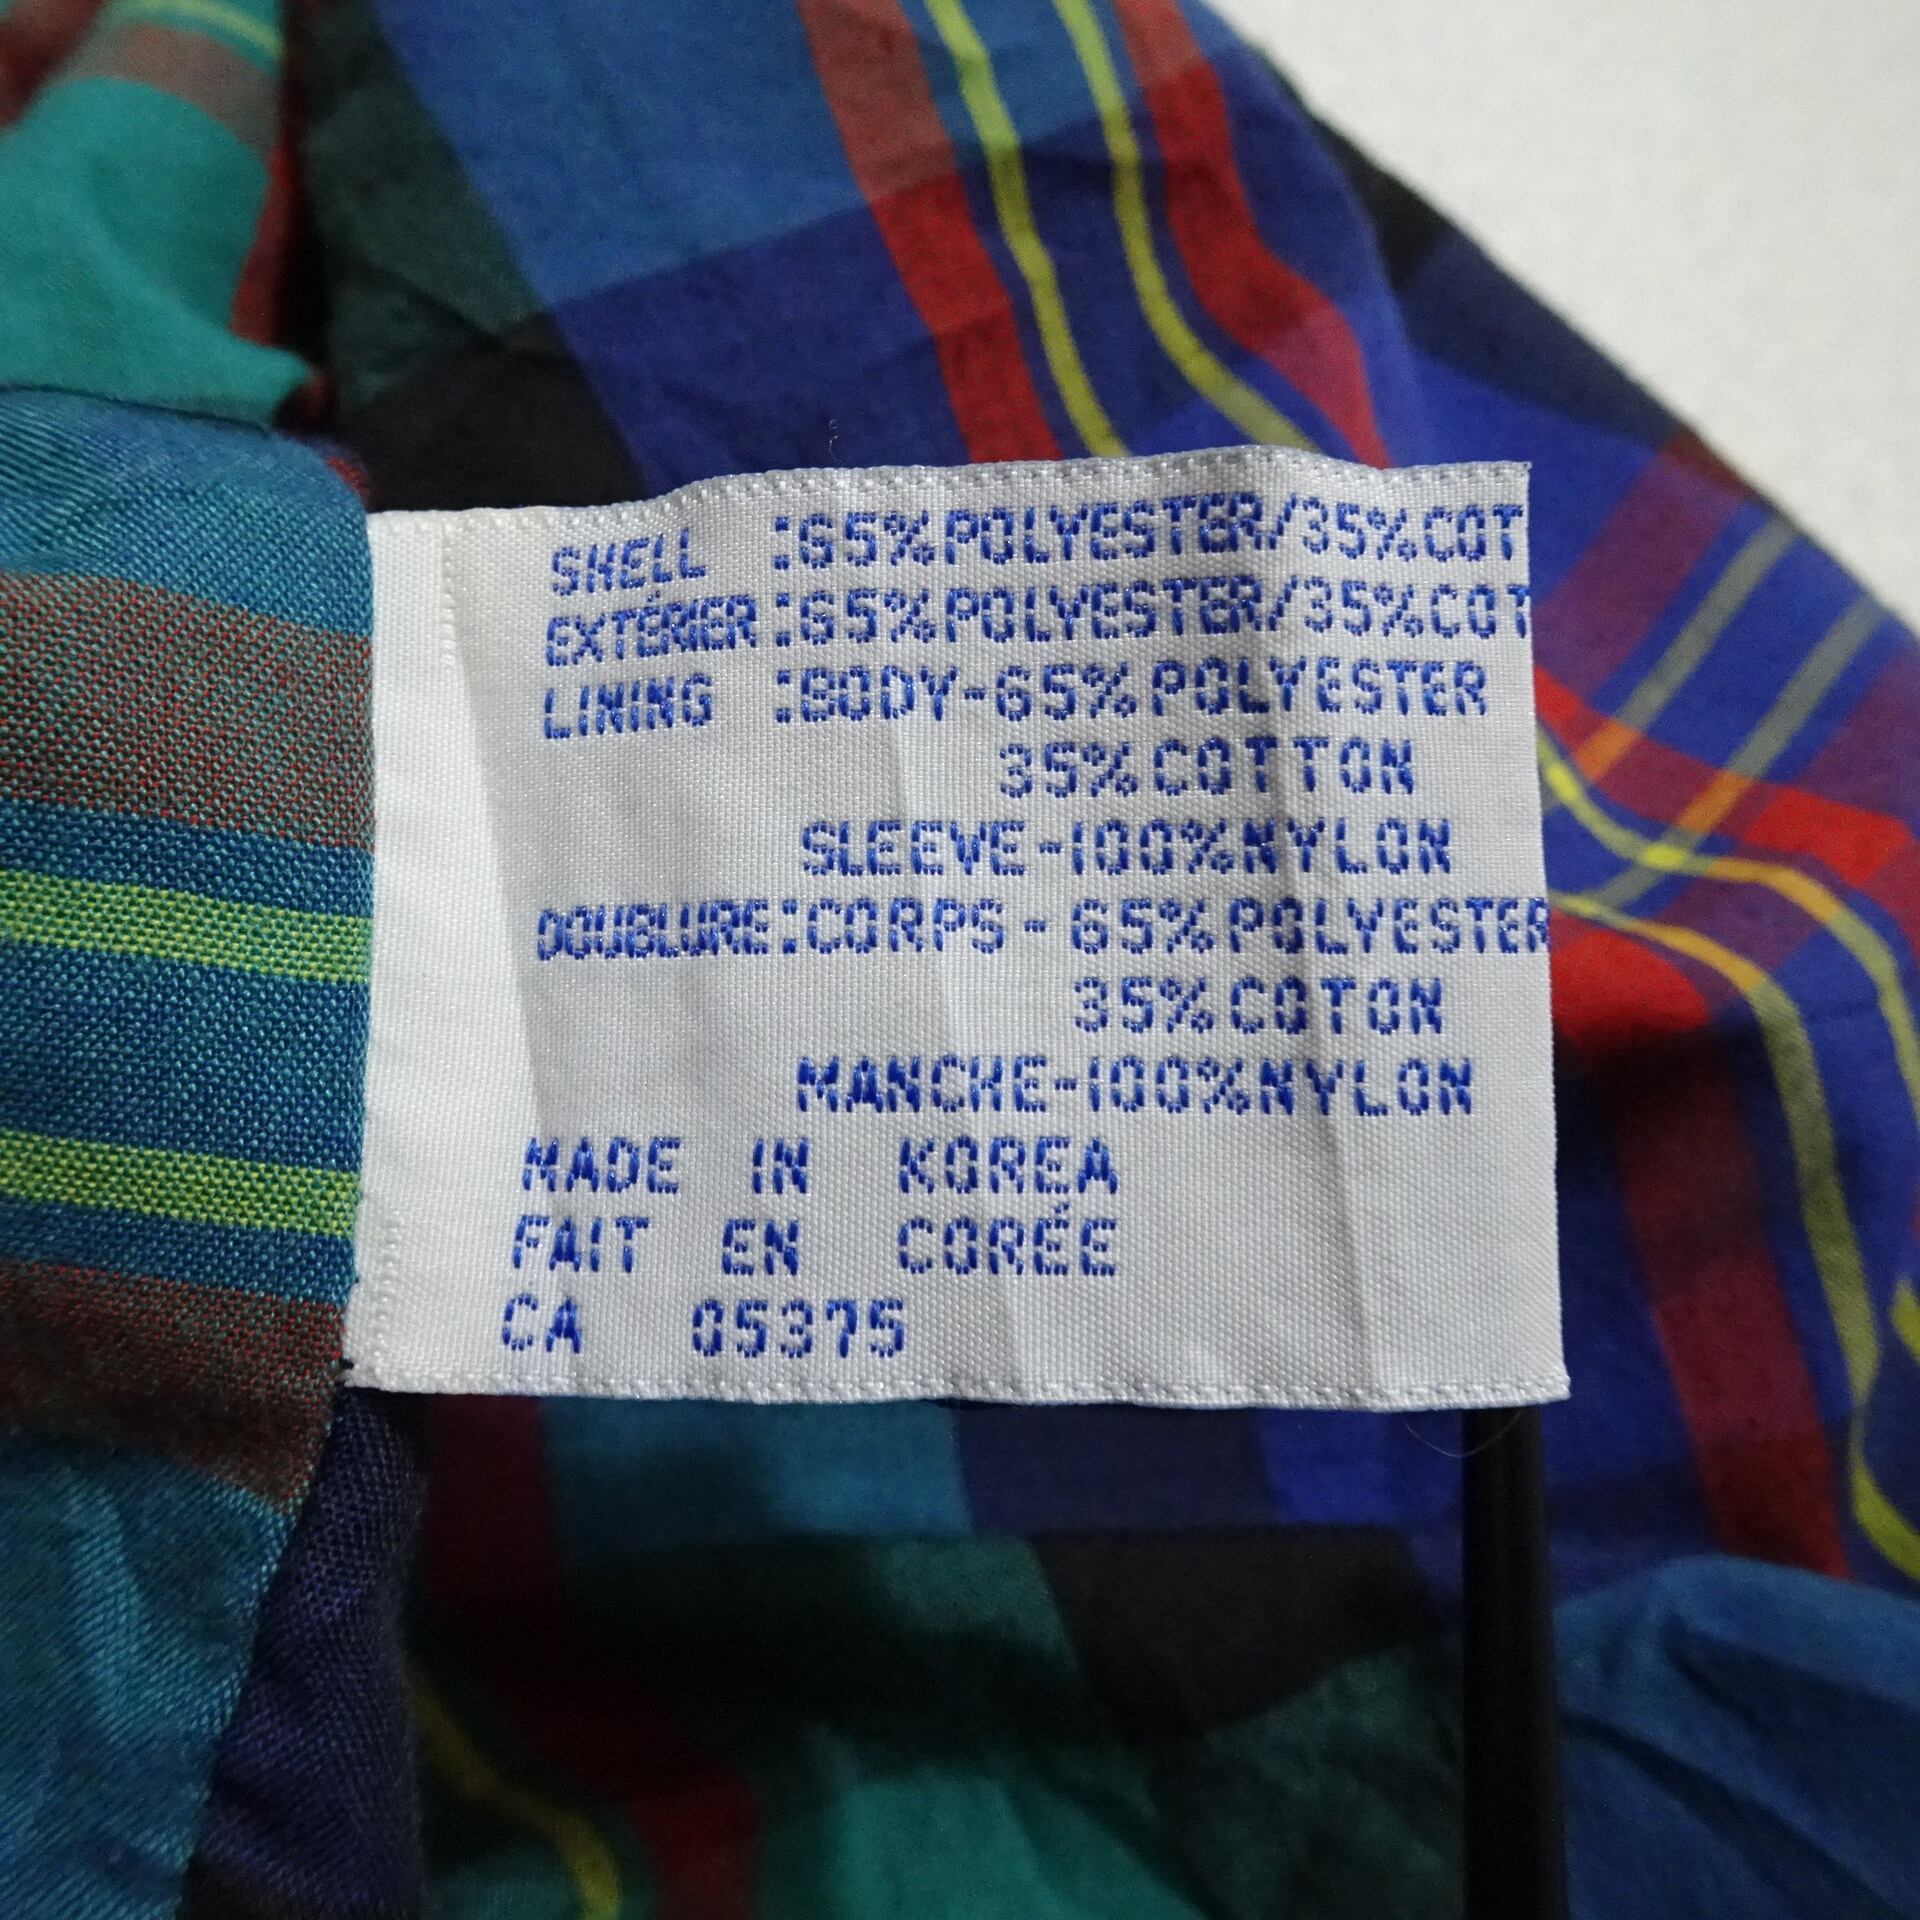 SHELL :65%POLYESTER/35%COT
EXTÉRIER:65%POLYESTER/35%COT
LINING :BODY-65%POLYESTER
35%COTTON
SLEEVE-100%NYLON
DOUBLURE:CORPS-65%POLYESTER
35%COTON
MANCHE-100%NYLON
MADE IN KOREA
FAIT EN CORÉE
CA 05375